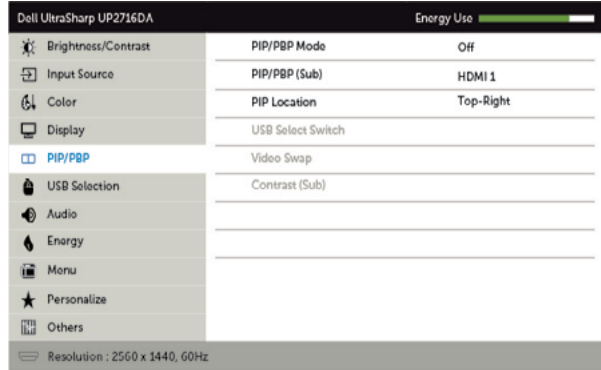 Dell UltraSharp UP2716DA Energy Use
Brightness/Contrast PIP/PBP Mode Off
Input Source PIP/PBP (Sub) HDMI 1
Color PIP Location Top-Right
Display USB Select Switch
PIP/PBP Video Swap
USB Selection Contrast (Sub)
Audio
Energy
Menu
Personalize
Others
Resolution : 2560 x 1440, 60Hz